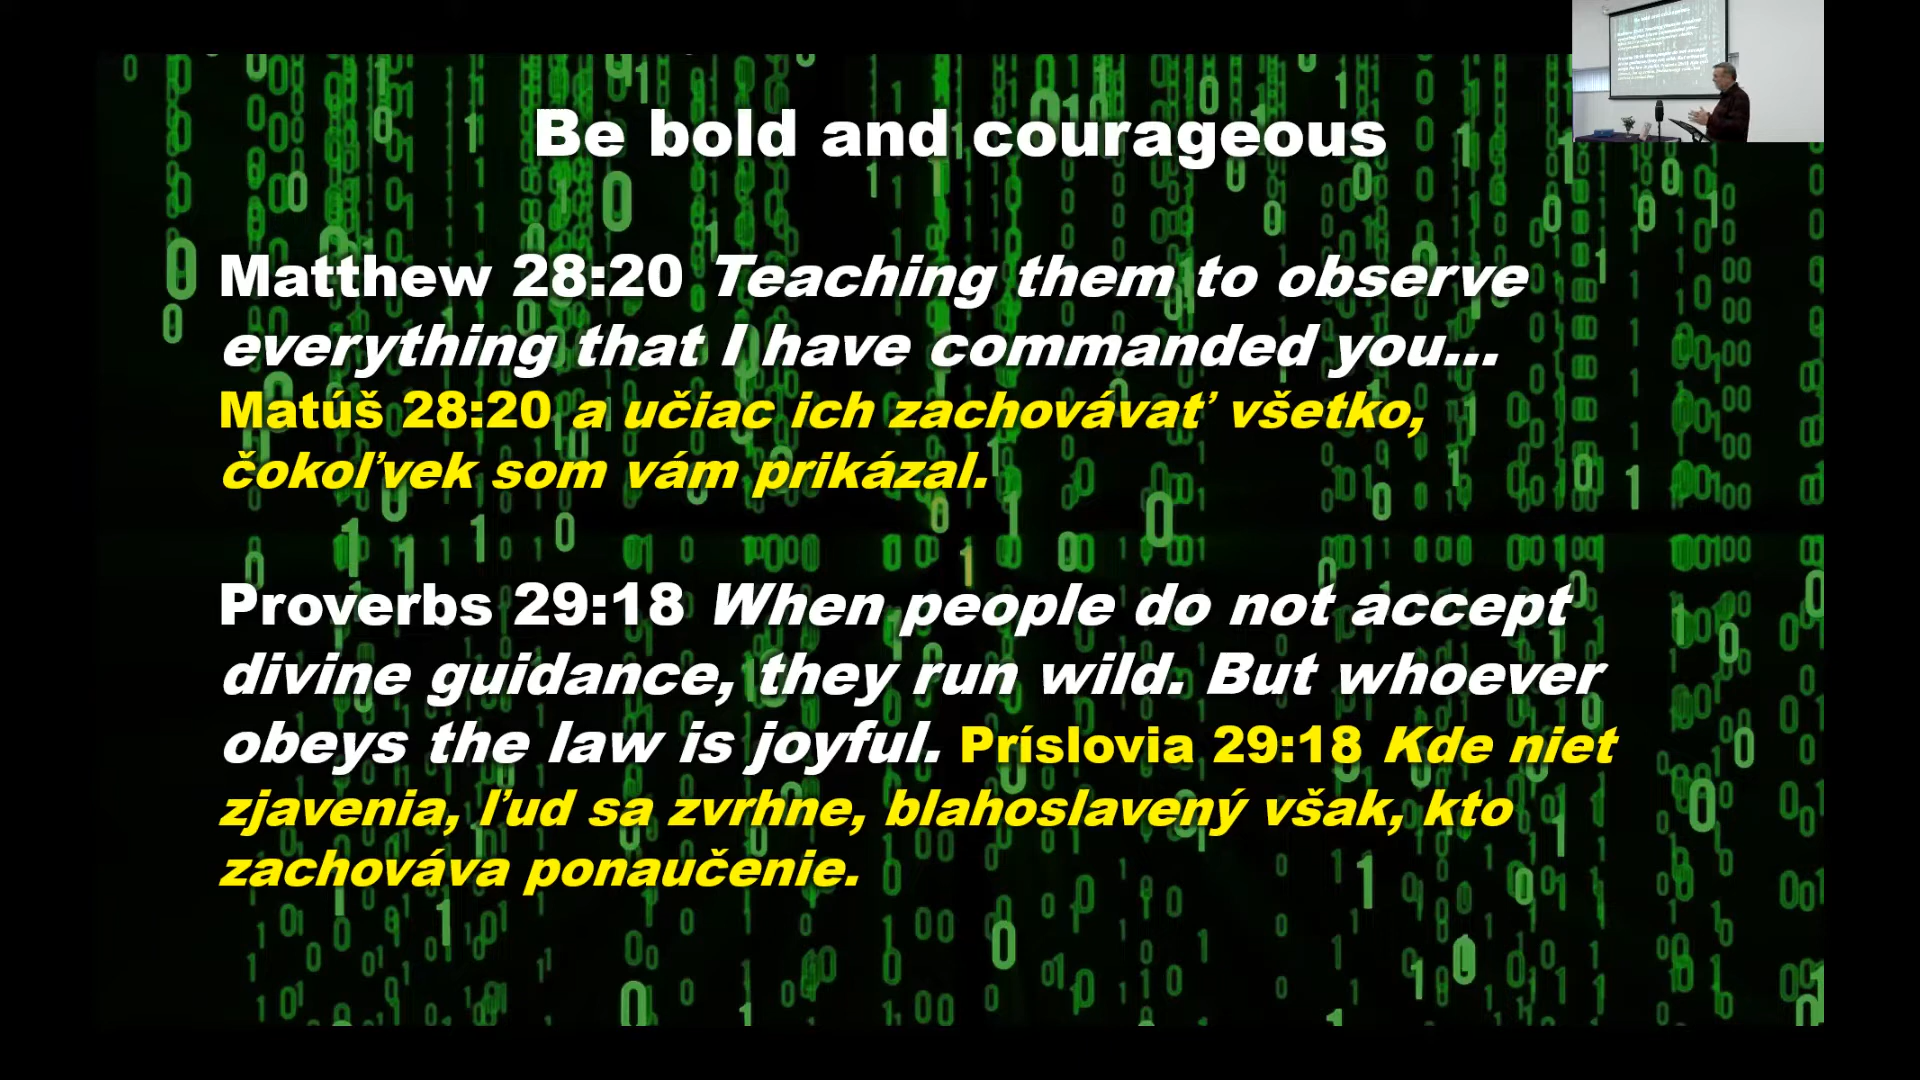 Be bold and courageous
Matthew 28:20 Teaching them to observe
everything that I have commanded you...
Matúš 28:20 a učiac ich zachovávať všetko,
čokoľvek som vám prikázal.
Proverbs 29:18 When people do not accept
divine guidance, they run wild. But whoever
obeys the law is joyful. Príslovia 29:18 Kde niet
zjavenia, ľud sa zvrhne, blahoslavený však, kto
zachováva ponaučenie.